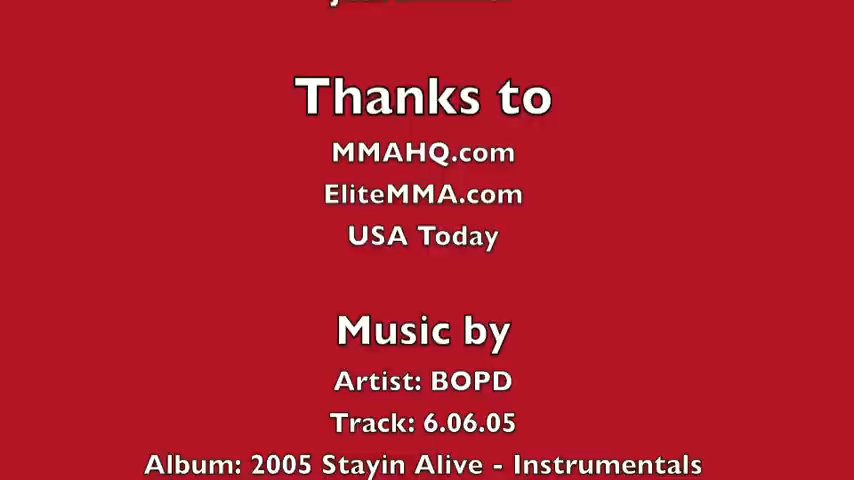 Thanks to
MMAHQ.com
EliteMMA.com
USA Today
Music by
Artist: BOPD
Track: 6.06.05
Album: 2005 Stayin Alive - Instrumentals